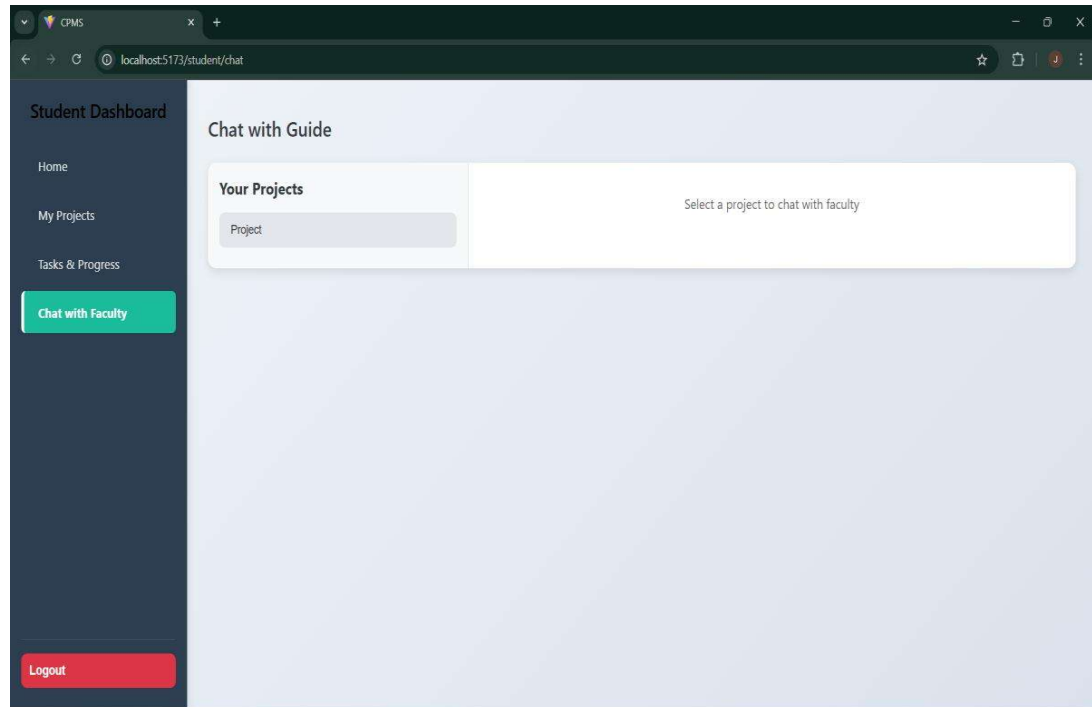 CPMS
localhost:5173/student/chat
J
Student Dashboard
Home
My Projects
Tasks & Progress
Chat with Faculty
Logout
Chat with Guide
Your Projects
Project
Select a project to chat with faculty